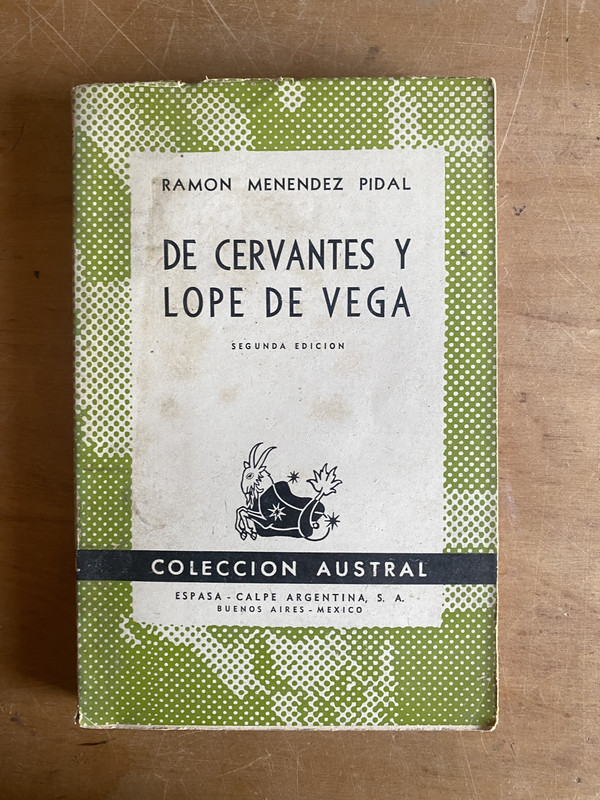 RAMON MENENDEZ PIDAL
DE CERVANTES Y
LOPE DE VEGA
SEGUNDA EDICION
COLECCION AUSTRAL
ESPASA - CALPE ARGENTINA, S. A.
BUENOS AIRES - MEXICO